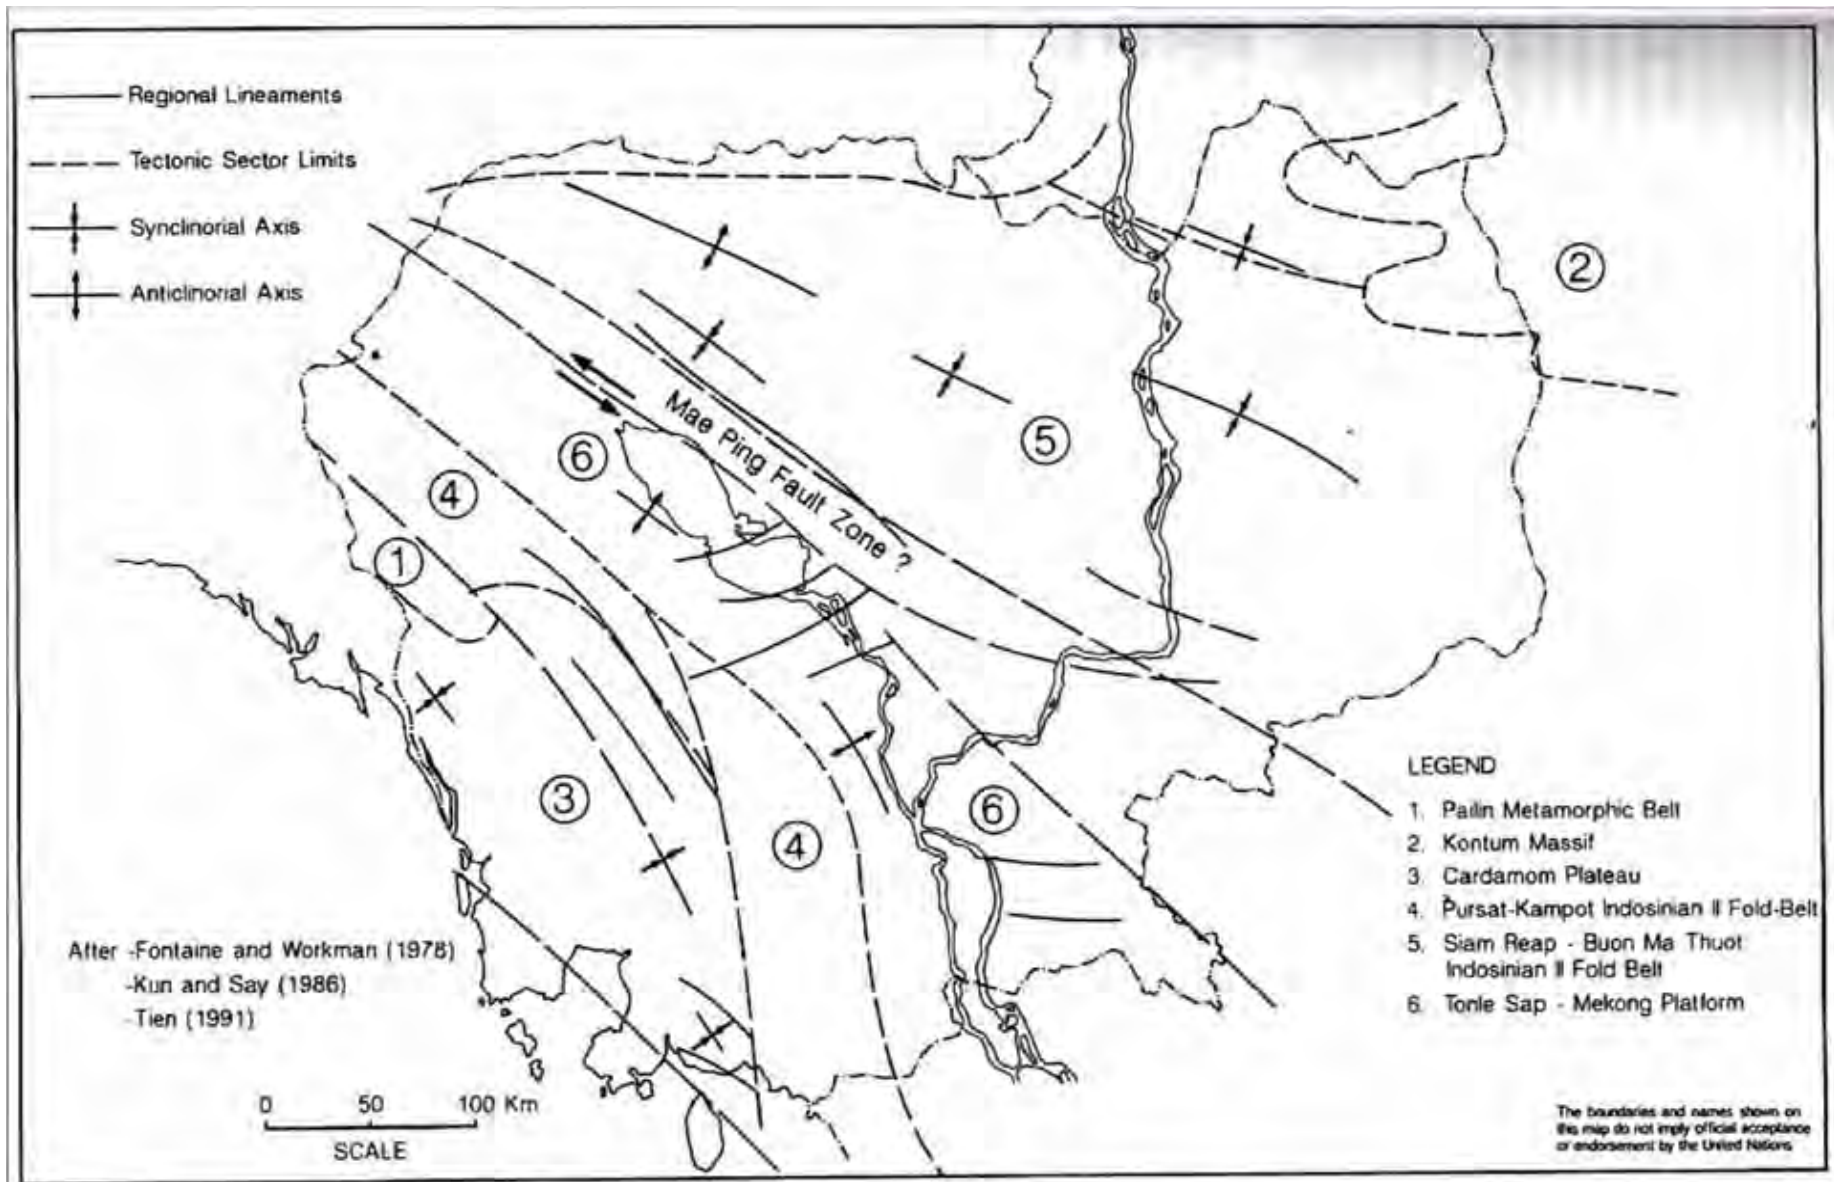 Regional Lineaments
Tectonic Sector Limits
Synclinorial Axis
Anticlinorial Axis
2
Mae Ping Fault Zone ?
5
6
4
1
3
6
4
LEGEND
1. Pailin Metamorphic Belt
2. Kontum Massif
3. Cardamom Plateau
4. Pursat-Kampot Indosinian II Fold-Belt
5. Siam Reap - Buon Ma Thuot
Indosinian II Fold Belt
6. Tonle Sap - Mekong Platform
After -Fontaine and Workman (1978)
-Kun and Say (1986)
-Tien (1991)
0 50 100 Km
SCALE
The boundaries and names shown on
this map do not imply official acceptance
or endorsement by the United Nations